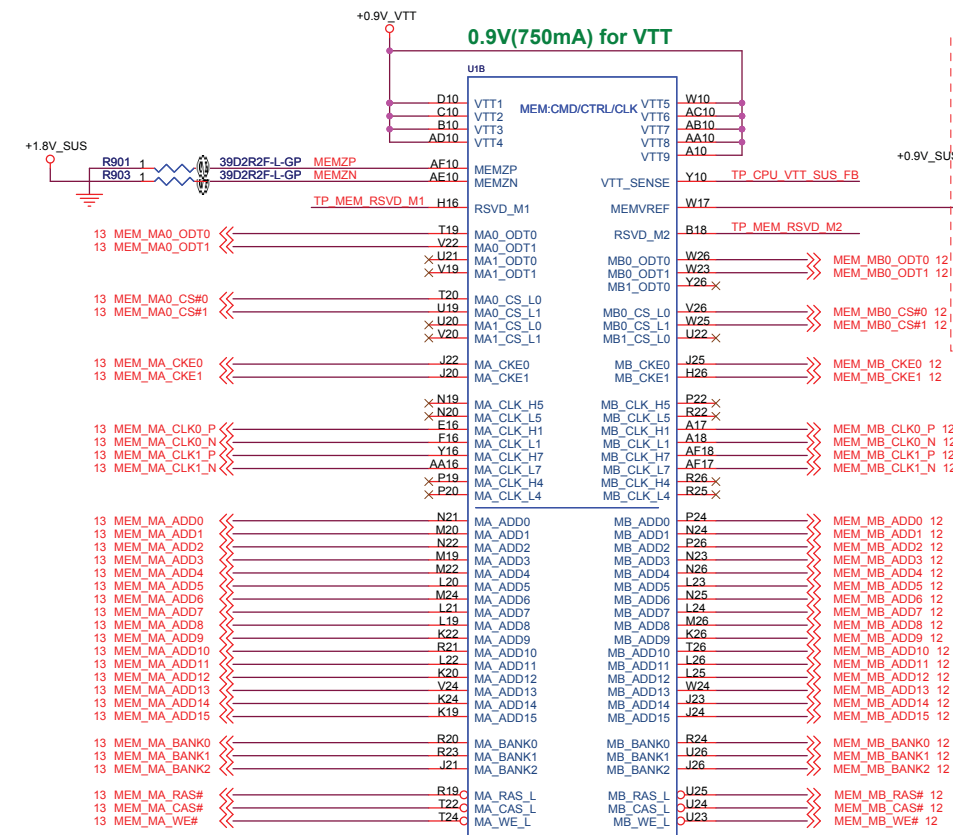 +0.9V_VTT
0.9V(750mA) for VTT
U1B
MEM:CMD/CTRL/CLK
D10 VTT1 VTT5 W10
C10 VTT2 VTT6 AC10
B10 VTT3 VTT7 AB10
AD10 VTT4 VTT8 AA10
VTT9 A10
+1.8V_SUS
+0.9V_SUS
R901 1 39D2R2F-L-GP MEMZP AF10 MEMZP
R903 1 39D2R2F-L-GP MEMZN AE10 MEMZN VTT_SENSE Y10 TP_CPU_VTT_SUS_FB
TP_MEM_RSVD_M1 H16 RSVD_M1 MEMVREF W17
13 MEM_MA0_ODT0 T19 MA0_ODT0 RSVD_M2 B18 TP_MEM_RSVD_M2
13 MEM_MA0_ODT1 V22 MA0_ODT1
U21 MA1_ODT0 MB0_ODT0 W26 MEM_MB0_ODT0 12
V19 MA1_ODT1 MB0_ODT1 W23 MEM_MB0_ODT1 12
MB1_ODT0 Y26
13 MEM_MA0_CS#0 T20 MA0_CS_L0
13 MEM_MA0_CS#1 U19 MA0_CS_L1 MB0_CS_L0 V26 MEM_MB0_CS#0 12
U20 MA1_CS_L0 MB0_CS_L1 W25 MEM_MB0_CS#1 12
V20 MA1_CS_L1 MB1_CS_L0 U22
13 MEM_MA_CKE0 J22 MA_CKE0 MB_CKE0 J25 MEM_MB_CKE0 12
13 MEM_MA_CKE1 J20 MA_CKE1 MB_CKE1 H26 MEM_MB_CKE1 12
N19 MA_CLK_H5 MB_CLK_H5 P22
N20 MA_CLK_L5 MB_CLK_L5 R22
13 MEM_MA_CLK0_P E16 MA_CLK_H1 MB_CLK_H1 A17 MEM_MB_CLK0_P 12
13 MEM_MA_CLK0_N F16 MA_CLK_L1 MB_CLK_L1 A18 MEM_MB_CLK0_N 12
13 MEM_MA_CLK1_P Y16 MA_CLK_H7 MB_CLK_H7 AF18 MEM_MB_CLK1_P 12
13 MEM_MA_CLK1_N AA16 MA_CLK_L7 MB_CLK_L7 AF17 MEM_MB_CLK1_N 12
P19 MA_CLK_H4 MB_CLK_H4 R26
P20 MA_CLK_L4 MB_CLK_L4 R25
13 MEM_MA_ADD0 N21 MA_ADD0 MB_ADD0 P24 MEM_MB_ADD0 12
13 MEM_MA_ADD1 M20 MA_ADD1 MB_ADD1 N24 MEM_MB_ADD1 12
13 MEM_MA_ADD2 N22 MA_ADD2 MB_ADD2 P26 MEM_MB_ADD2 12
13 MEM_MA_ADD3 M19 MA_ADD3 MB_ADD3 N23 MEM_MB_ADD3 12
13 MEM_MA_ADD4 M22 MA_ADD4 MB_ADD4 N26 MEM_MB_ADD4 12
13 MEM_MA_ADD5 L20 MA_ADD5 MB_ADD5 L23 MEM_MB_ADD5 12
13 MEM_MA_ADD6 M24 MA_ADD6 MB_ADD6 N25 MEM_MB_ADD6 12
13 MEM_MA_ADD7 L21 MA_ADD7 MB_ADD7 L24 MEM_MB_ADD7 12
13 MEM_MA_ADD8 L19 MA_ADD8 MB_ADD8 M26 MEM_MB_ADD8 12
13 MEM_MA_ADD9 K22 MA_ADD9 MB_ADD9 K26 MEM_MB_ADD9 12
13 MEM_MA_ADD10 R21 MA_ADD10 MB_ADD10 T26 MEM_MB_ADD10 12
13 MEM_MA_ADD11 L22 MA_ADD11 MB_ADD11 L26 MEM_MB_ADD11 12
13 MEM_MA_ADD12 K20 MA_ADD12 MB_ADD12 L25 MEM_MB_ADD12 12
13 MEM_MA_ADD13 V24 MA_ADD13 MB_ADD13 W24 MEM_MB_ADD13 12
13 MEM_MA_ADD14 K24 MA_ADD14 MB_ADD14 J23 MEM_MB_ADD14 12
13 MEM_MA_ADD15 K19 MA_ADD15 MB_ADD15 J24 MEM_MB_ADD15 12
13 MEM_MA_BANK0 R20 MA_BANK0 MB_BANK0 R24 MEM_MB_BANK0 12
13 MEM_MA_BANK1 R23 MA_BANK1 MB_BANK1 U26 MEM_MB_BANK1 12
13 MEM_MA_BANK2 J21 MA_BANK2 MB_BANK2 J26 MEM_MB_BANK2 12
13 MEM_MA_RAS# R19 MA_RAS_L MB_RAS_L U25 MEM_MB_RAS# 12
13 MEM_MA_CAS# T22 MA_CAS_L MB_CAS_L U24 MEM_MB_CAS# 12
13 MEM_MA_WE# T24 MA_WE_L MB_WE_L U23 MEM_MB_WE# 12